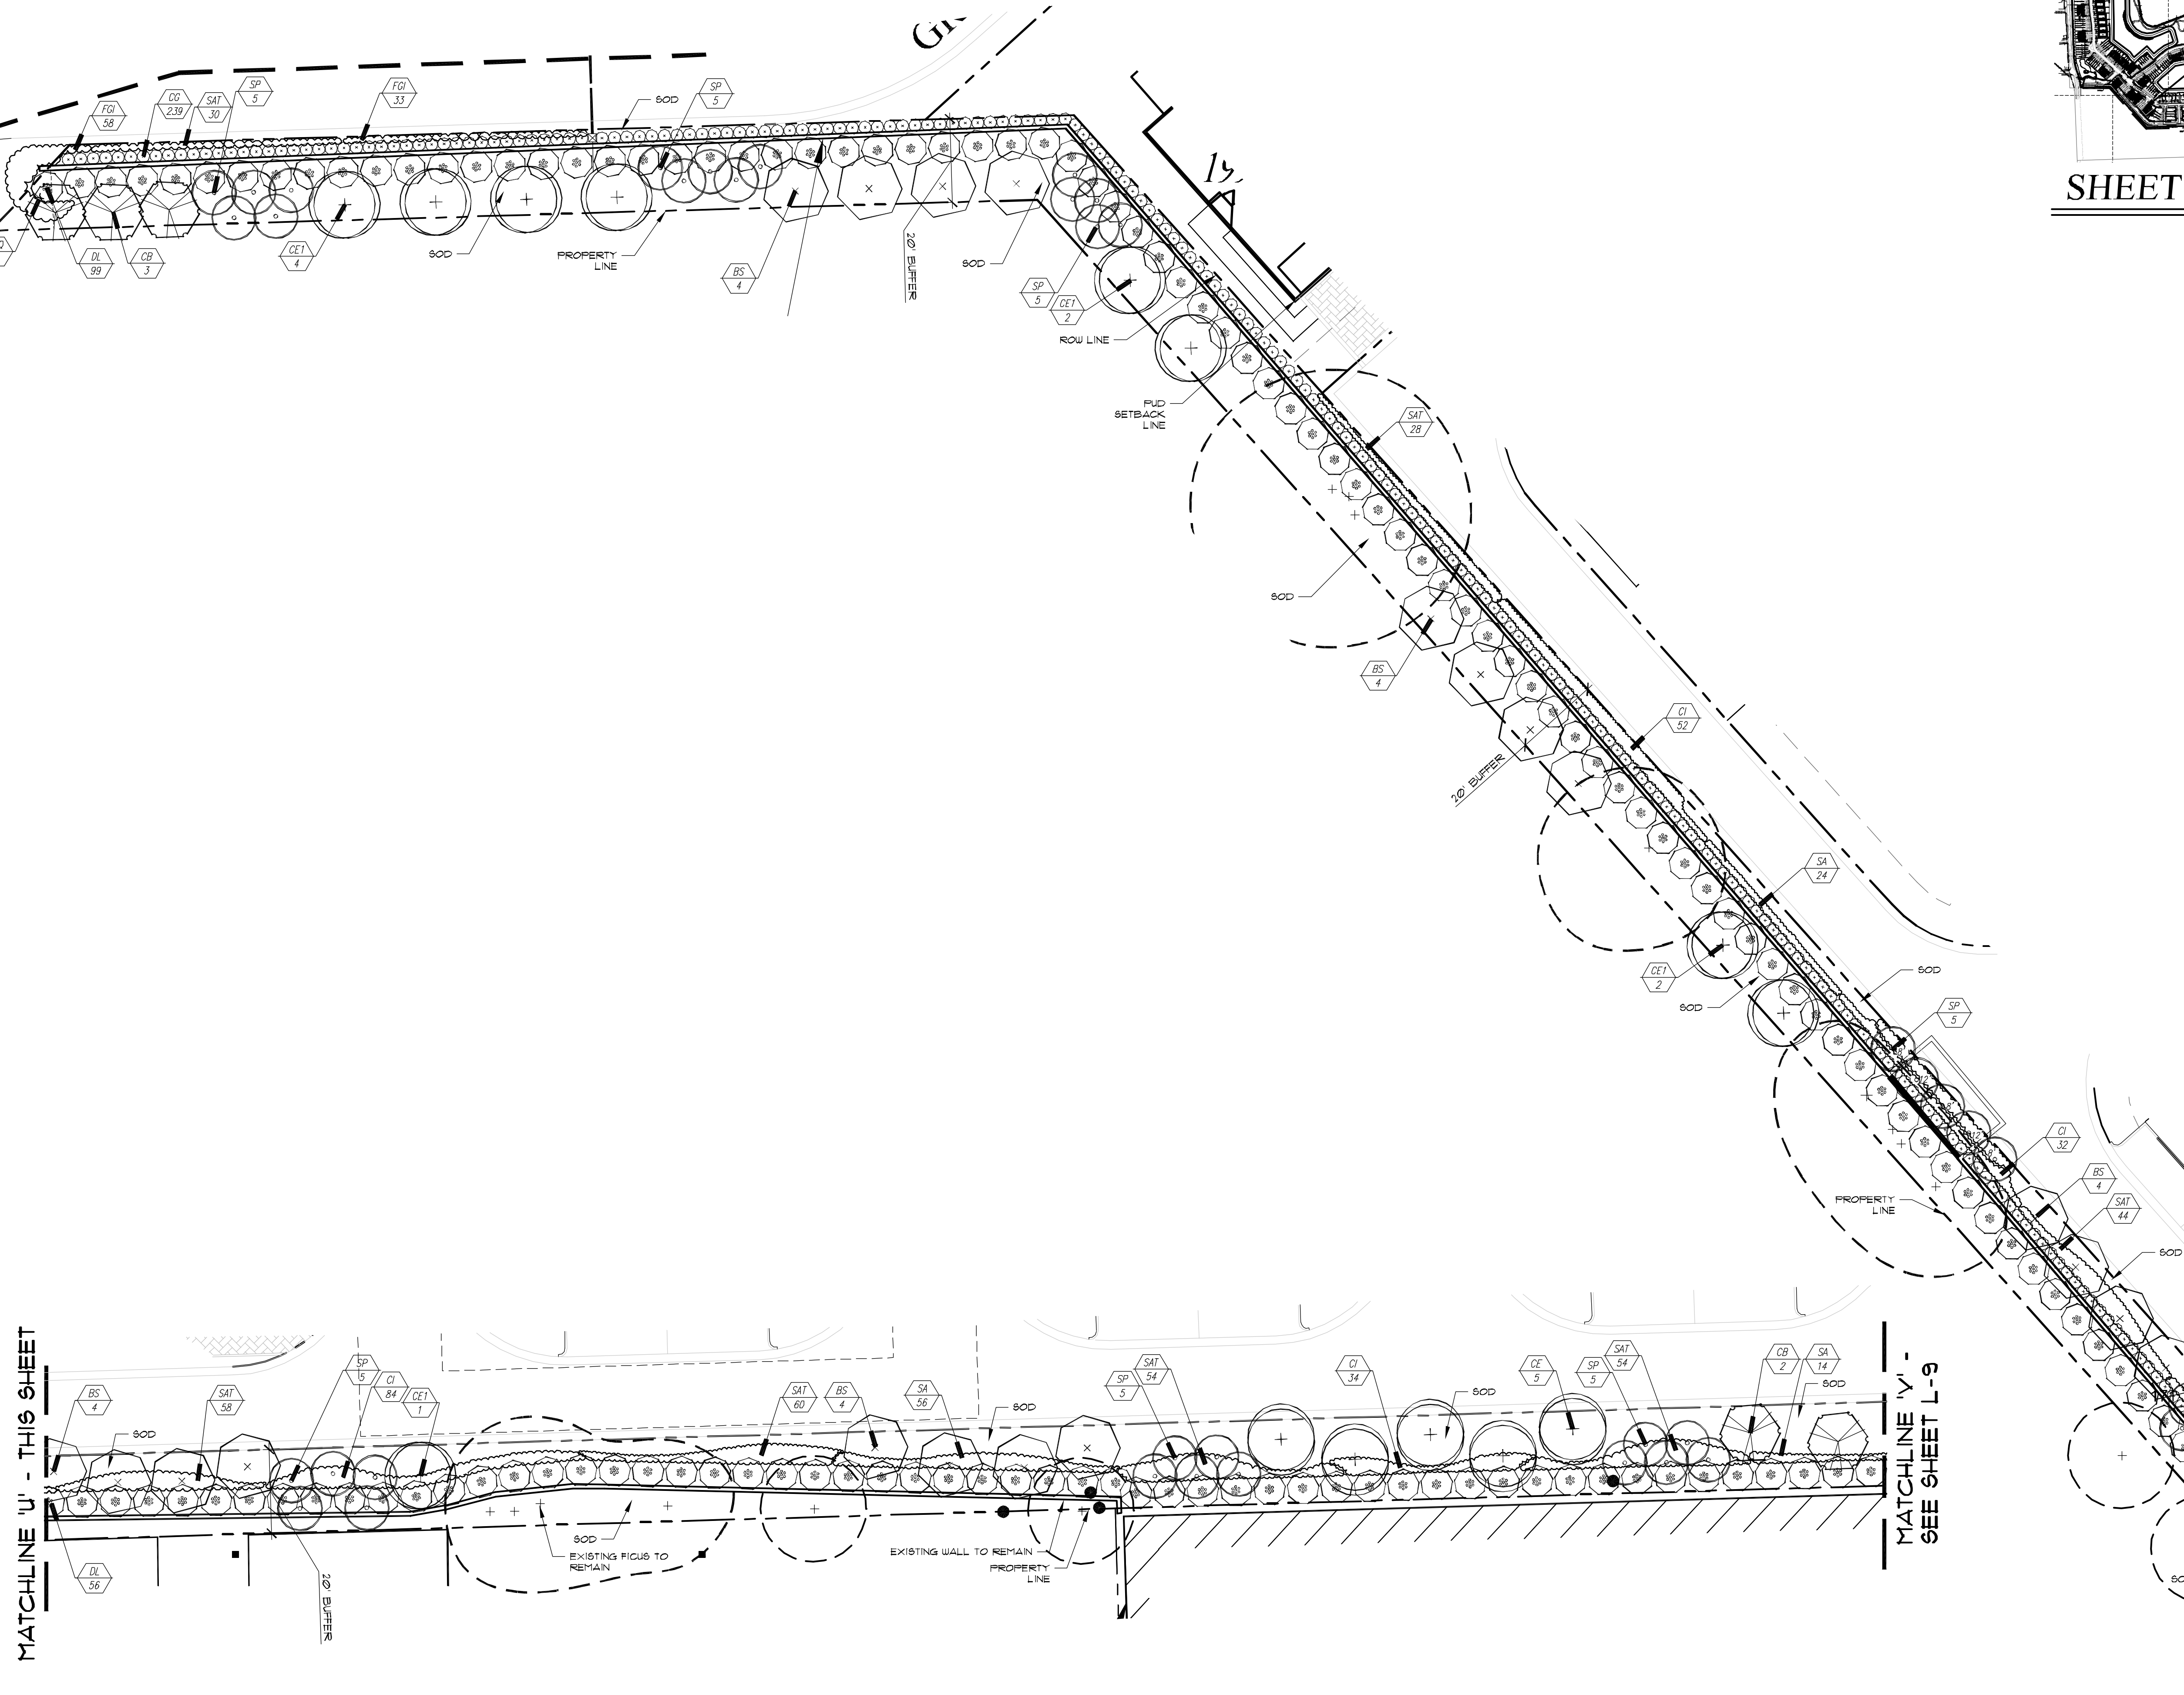 SHEET
FGI
58
CG
239
SAT
30
SP
5
FGI
33
SOD
SP
5
DL
99
CB
3
CE1
4
SOD
PROPERTY
LINE
BS
4
20' BUFFER
SOD
SP
5
CE1
2
ROW LINE
PUD
SETBACK
LINE
SAT
28
SOD
BS
4
CI
52
20' BUFFER
SA
24
CE1
2
SOD
SOD
SP
5
CI
32
BS
4
SAT
44
PROPERTY
LINE
SOD
MATCHLINE 'U' - THIS SHEET
BS
4
SOD
SAT
58
SP
5
CI
84
CE1
1
SAT
60
BS
4
SA
56
SOD
SP
5
SAT
54
CI
34
SOD
CE
5
SP
5
SAT
54
CB
2
SA
14
SOD
DL
56
20' BUFFER
SOD
EXISTING FICUS TO
REMAIN
EXISTING WALL TO REMAIN
PROPERTY
LINE
MATCHLINE 'V' -
SEE SHEET L-9